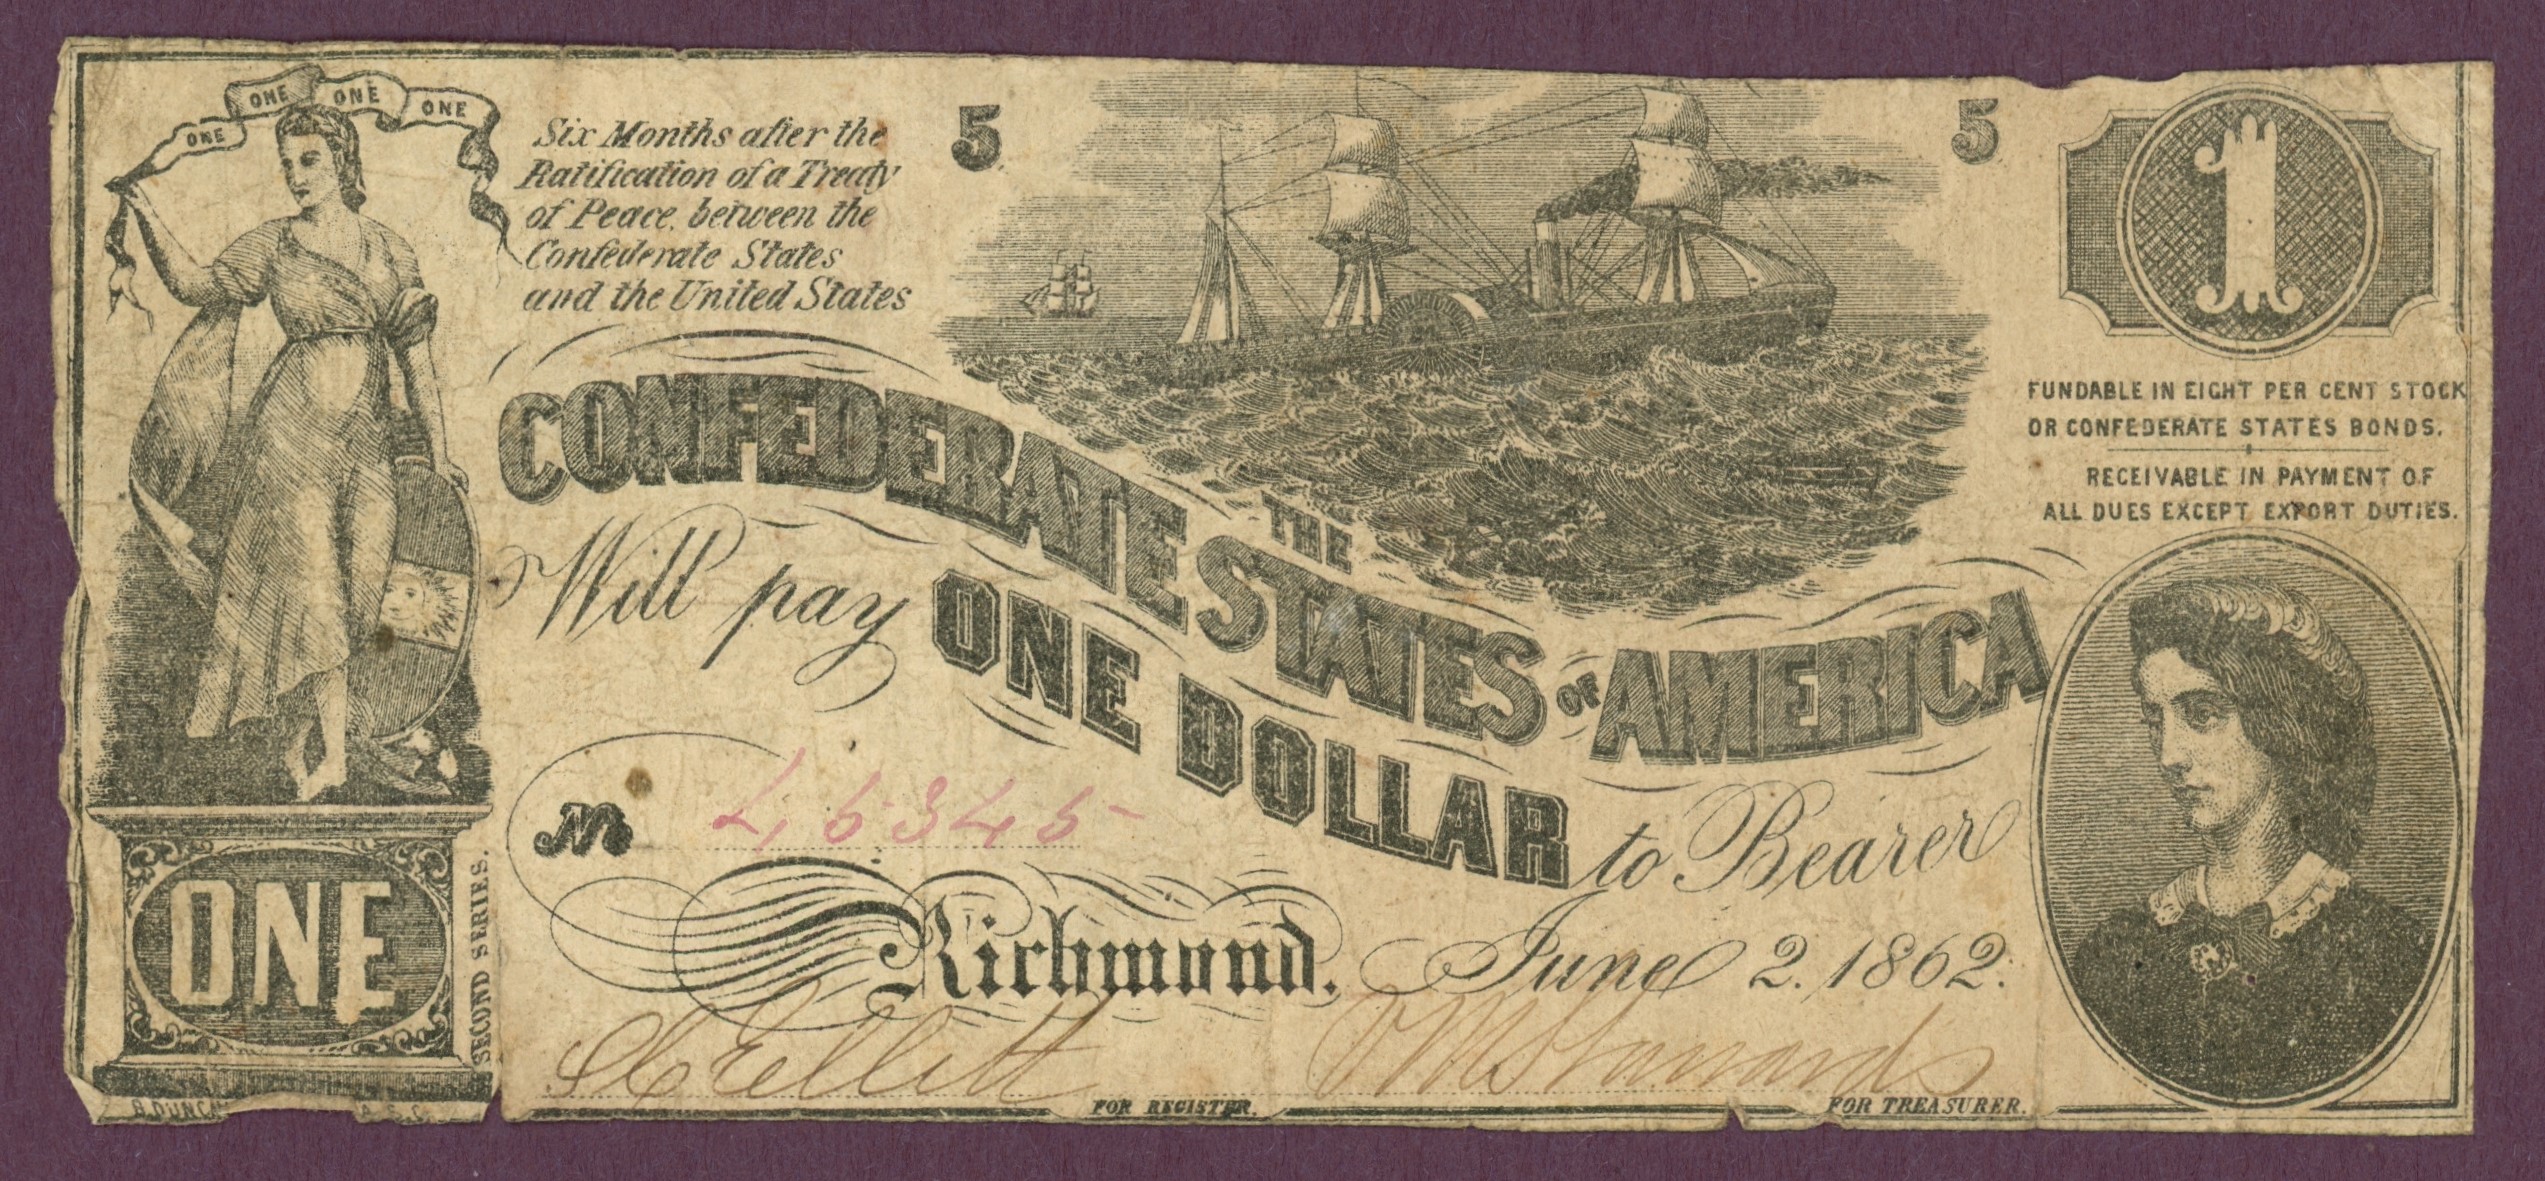 ONE ONE ONE ONE
Six Months after the
Ratification of a Treaty
of Peace, between the
Confederate States
and the United States
5
5
1
FUNDABLE IN EIGHT PER CENT STOCK
OR CONFEDERATE STATES BONDS.
RECEIVABLE IN PAYMENT OF
ALL DUES EXCEPT EXPORT DUTIES.
THE
CONFEDERATE STATES OF AMERICA
Will pay ONE DOLLAR to Bearer
No 46345
Richmond. June 2. 1862.
ONE
SECOND SERIES.
FOR REGISTER.
FOR TREASURER.
B. DUNC